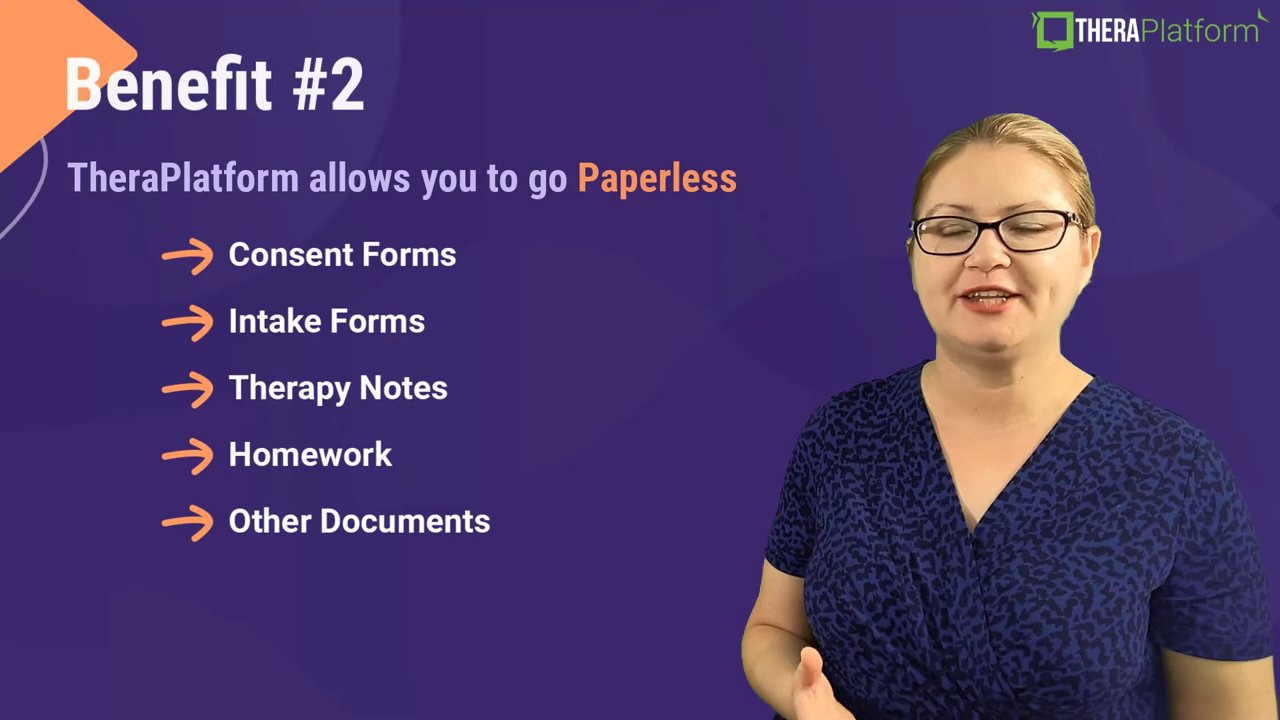 THERAPlatform
Benefit #2
TheraPlatform allows you to go Paperless
Consent Forms
Intake Forms
Therapy Notes
Homework
Other Documents